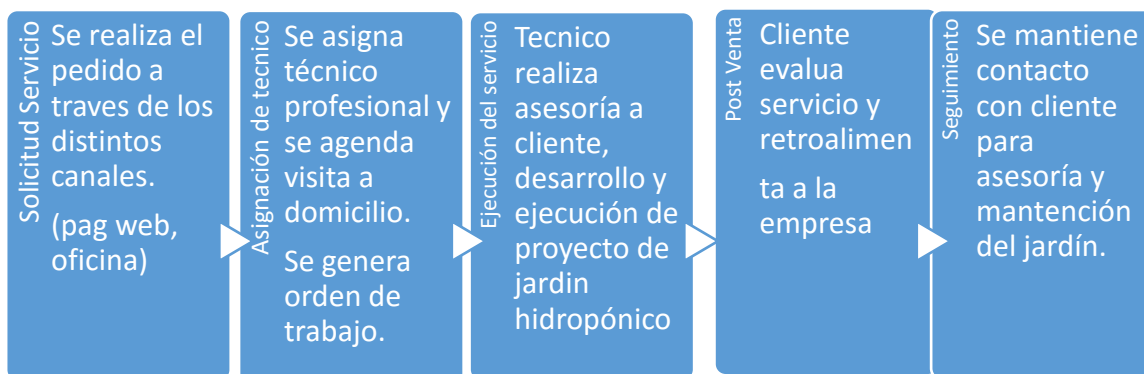 Solicitud Servicio
Se realiza el
pedido a
traves de los
distintos
canales.
(pag web,
oficina)
Asignación de tecnico
Se asigna
técnico
profesional y
se agenda
visita a
domicilio.
Se genera
orden de
trabajo.
Ejecución del servicio
Tecnico
realiza
asesoría a
cliente,
desarrollo y
ejecución de
proyecto de
jardin
hidropónico
Post Venta
Cliente
evalua
servicio y
retroalimen
ta a la
empresa
Seguimiento
Se mantiene
contacto
con cliente
para
asesoría y
mantención
del jardín.